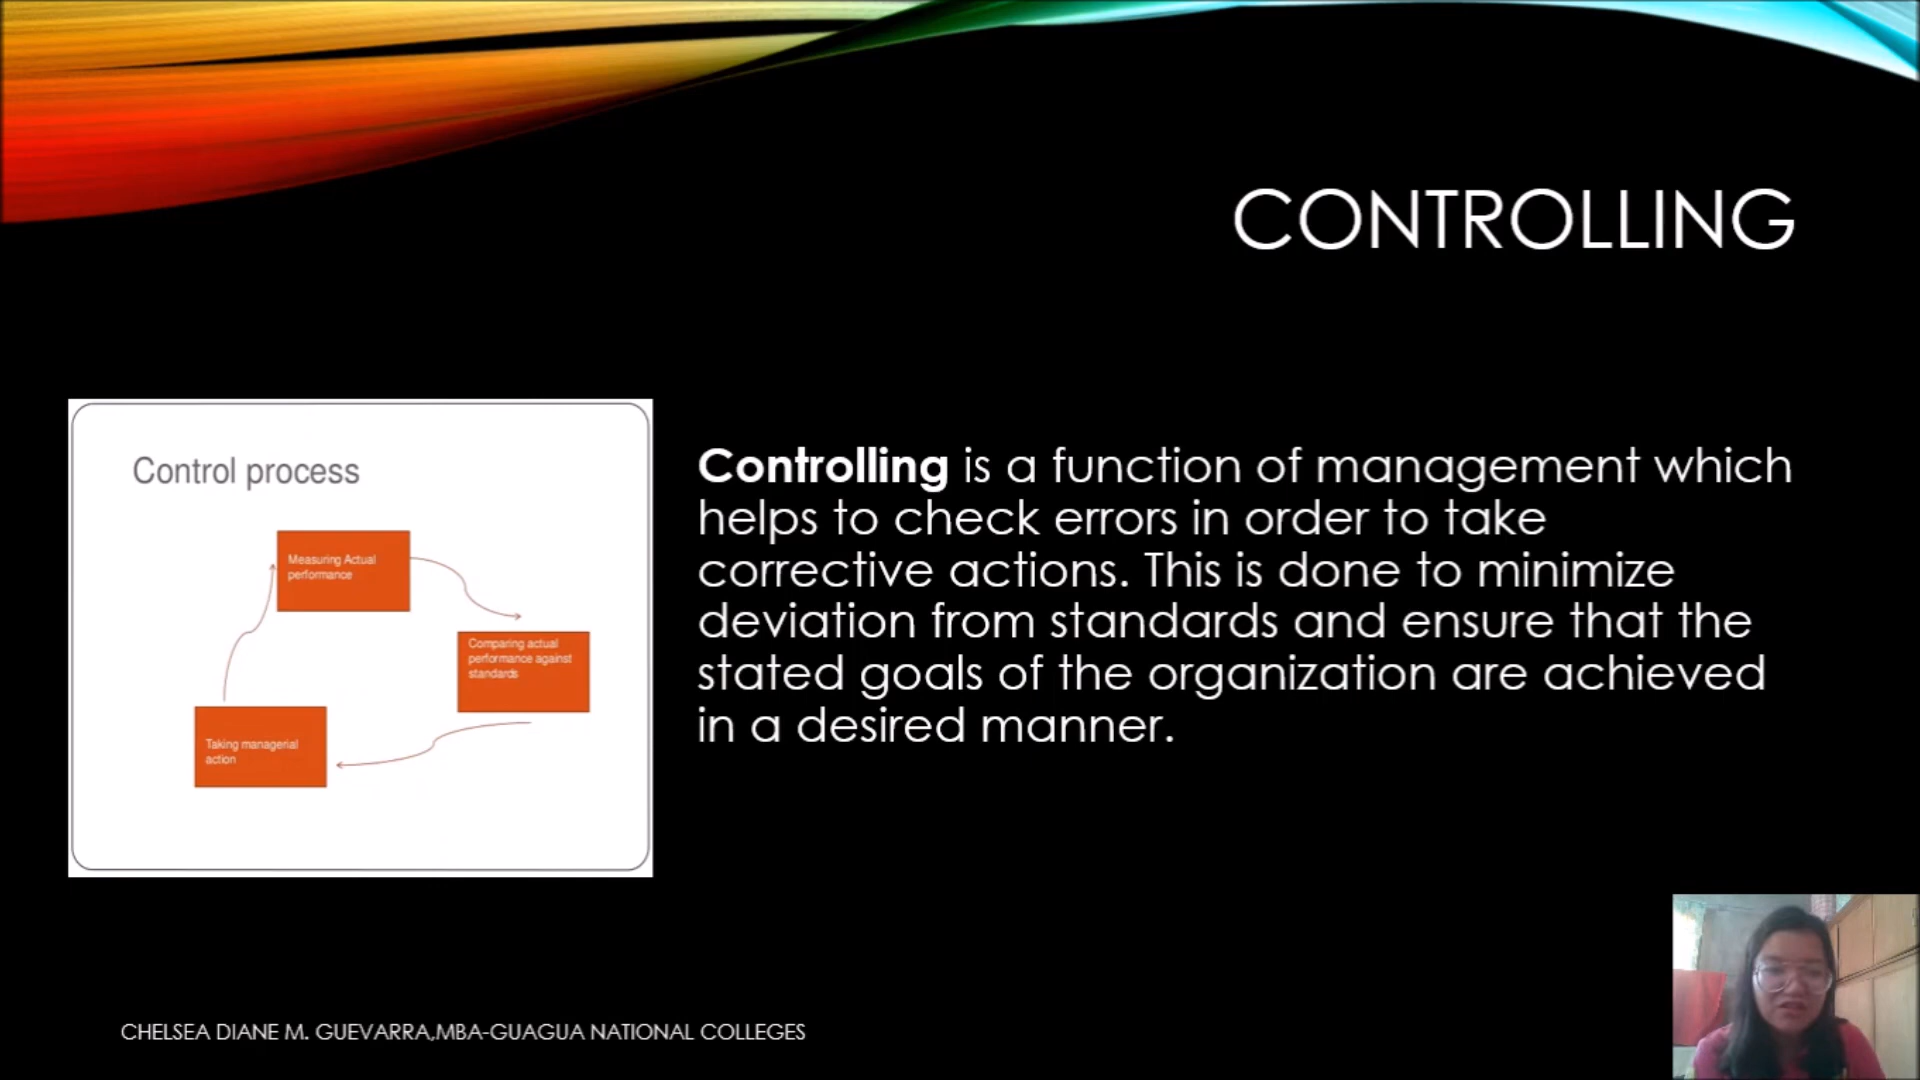 CONTROLLING
Control process
Measuring Actual
performance
Comparing actual
performance against
standards
Taking managerial
action
Controlling is a function of management which
helps to check errors in order to take
corrective actions. This is done to minimize
deviation from standards and ensure that the
stated goals of the organization are achieved
in a desired manner.
CHELSEA DIANE M. GUEVARRA,MBA-GUAGUA NATIONAL COLLEGES